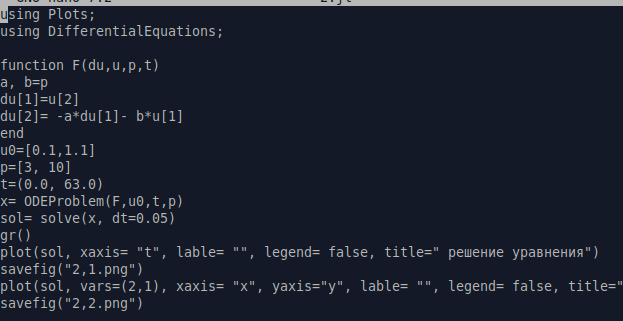 using Plots;
using DifferentialEquations;
function F(du,u,p,t)
a, b=p
du[1]=u[2]
du[2]= -a*du[1]- b*u[1]
end
u0=[0.1,1.1]
p=[3, 10]
t=(0.0, 63.0)
x= ODEProblem(F,u0,t,p)
sol= solve(x, dt=0.05)
gr()
plot(sol, xaxis= "t", lable= "", legend= false, title=" решение уравнения")
savefig("2,1.png")
plot(sol, vars=(2,1), xaxis= "x", yaxis="y", lable= "", legend= false, title="
savefig("2,2.png")